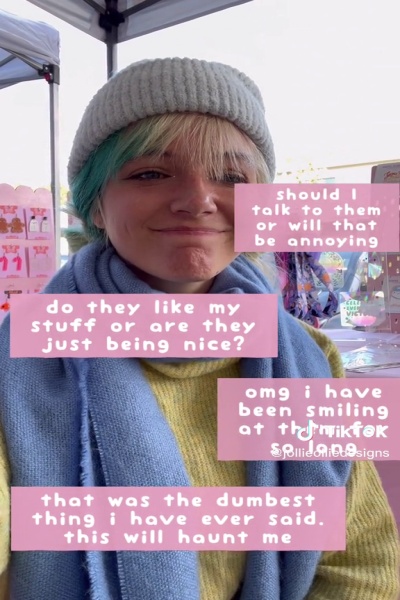 should I
talk to them
or will that
be annoying
do they like my
stuff or are they
just being nice?
omg i have
been smiling
at them for
so long
TikTok
@jollieolliedesigns
that was the dumbest
thing i have ever said.
this will haunt me